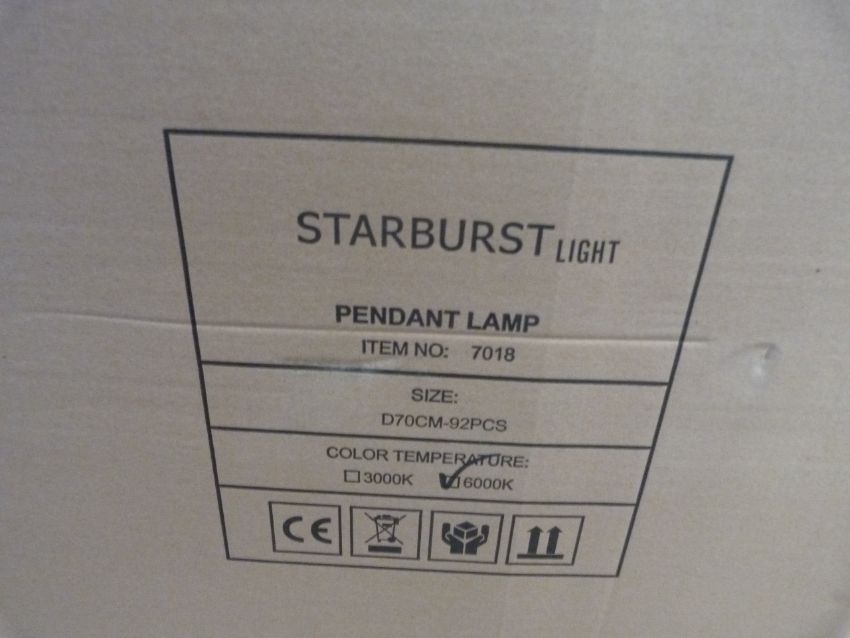 STARBURST LIGHT
PENDANT LAMP
ITEM NO: 7018
SIZE:
D70CM-92PCS
COLOR TEMPERATURE:
☐3000K ☑6000K
CE